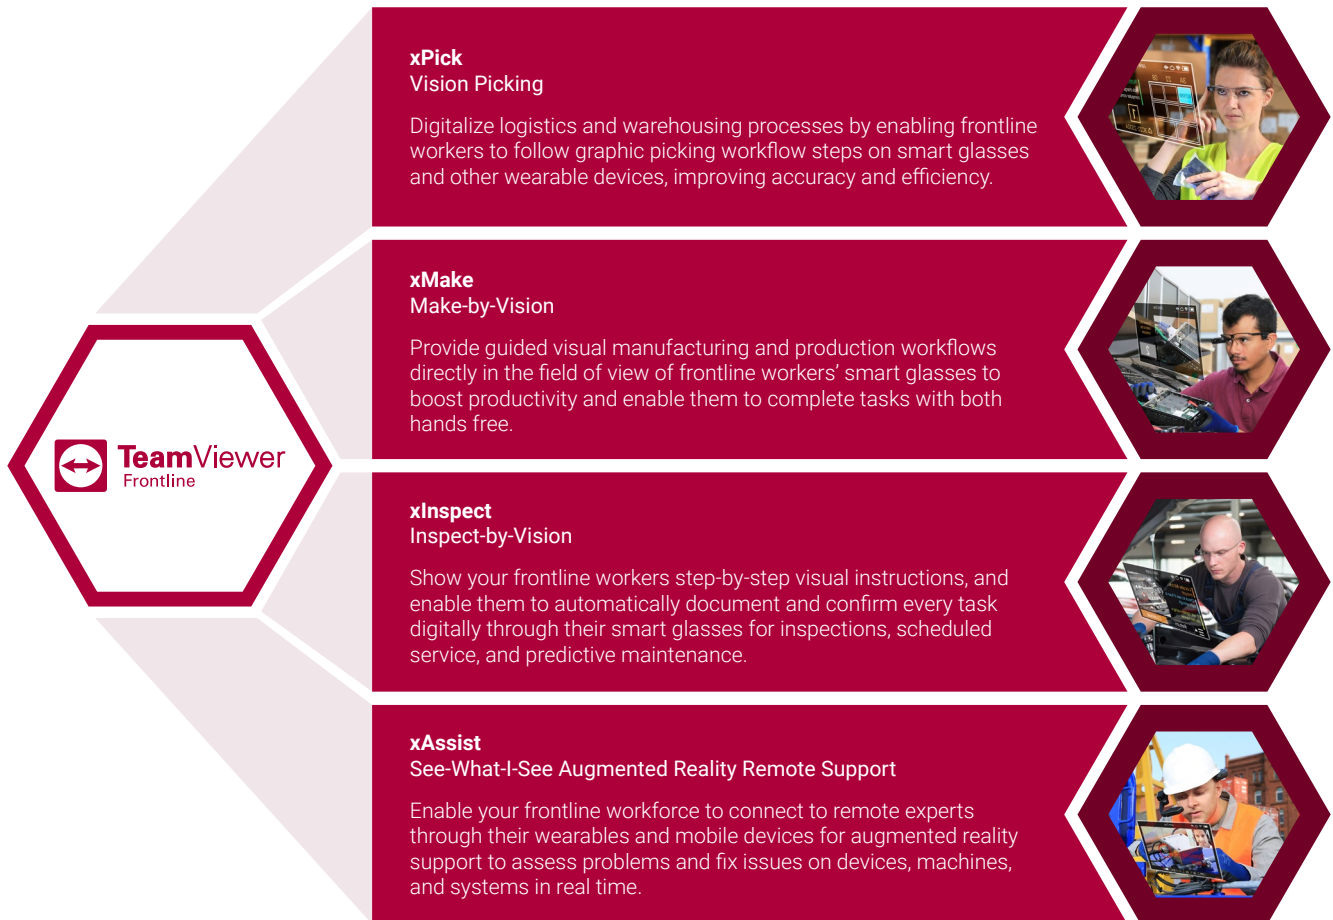 xPick
Vision Picking
Digitalize logistics and warehousing processes by enabling frontline
workers to follow graphic picking workflow steps on smart glasses
and other wearable devices, improving accuracy and efficiency.
xMake
Make-by-Vision
Provide guided visual manufacturing and production workflows
directly in the field of view of frontline workers’ smart glasses to
boost productivity and enable them to complete tasks with both
hands free.
TeamViewer
Frontline
xInspect
Inspect-by-Vision
Show your frontline workers step-by-step visual instructions, and
enable them to automatically document and confirm every task
digitally through their smart glasses for inspections, scheduled
service, and predictive maintenance.
xAssist
See-What-I-See Augmented Reality Remote Support
Enable your frontline workforce to connect to remote experts
through their wearables and mobile devices for augmented reality
support to assess problems and fix issues on devices, machines,
and systems in real time.